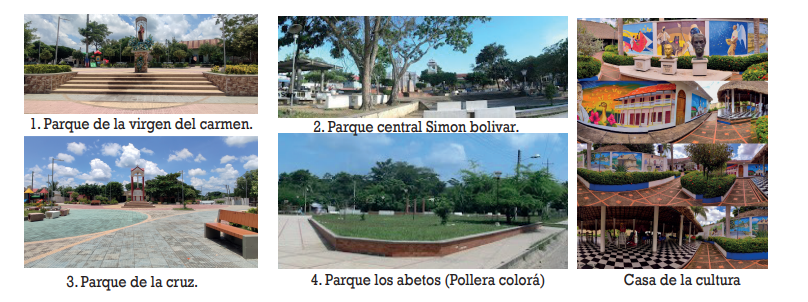 1. Parque de la virgen del carmen.
2. Parque central Simon bolivar.
3. Parque de la cruz.
4. Parque los abetos (Pollera colorá)
Casa de la cultura